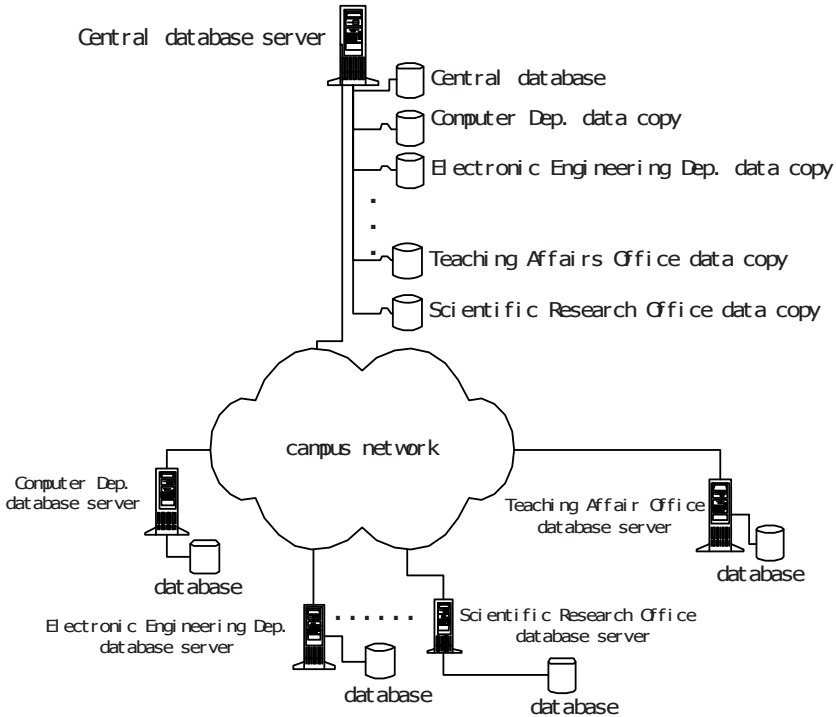 Central database server
Central database
Computer Dep. data copy
Electronic Engineering Dep. data copy
Teaching Affairs Office data copy
Scientific Research Office data copy
campus network
Computer Dep.
database server
database
Teaching Affair Office
database server
database
Electronic Engineering Dep.
database server
database
Scientific Research Office
database server
database